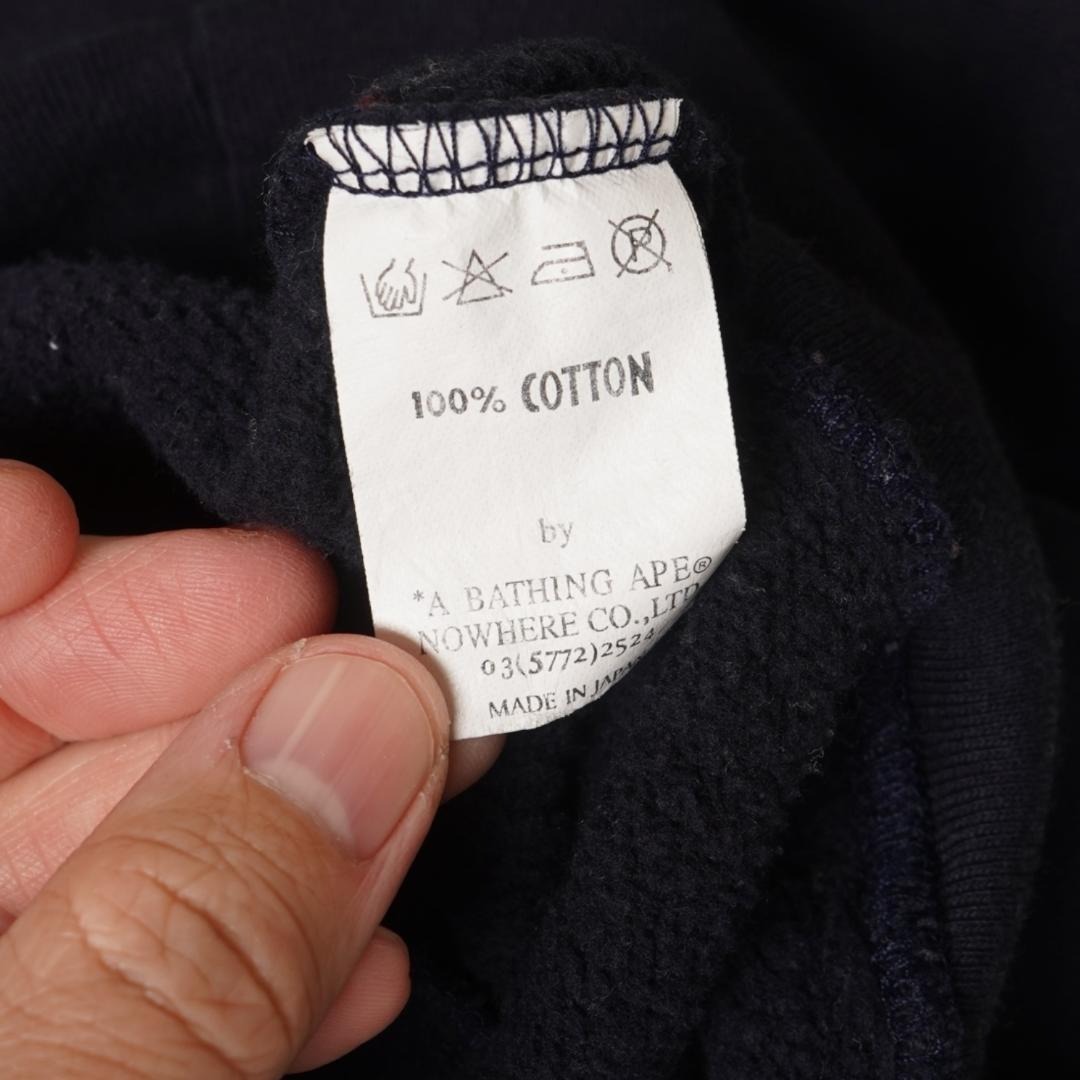 P
100% COTTON
by
*A BATHING APE®
NOWHERE CO.,LTD
03(5772)2524
MADE IN JAPAN